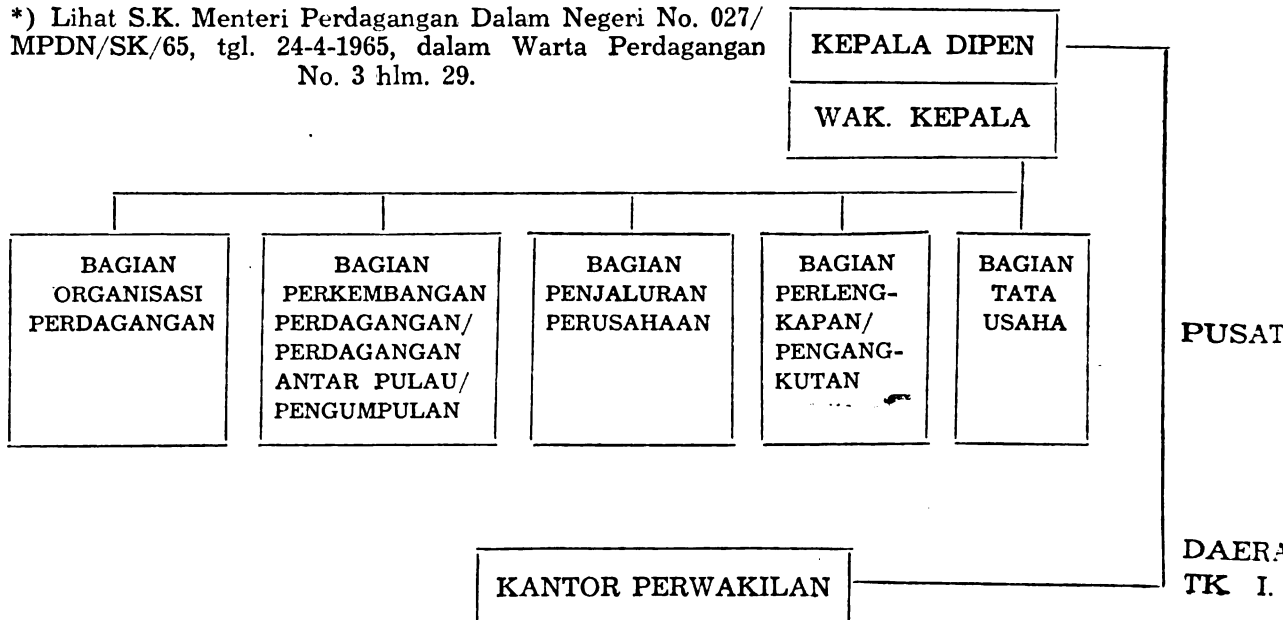 *) Lihat S.K. Menteri Perdagangan Dalam Negeri No. 027/
MPDN/SK/65, tgl. 24-4-1965, dalam Warta Perdagangan
No. 3 hlm. 29.
KEPALA DIPEN
WAK. KEPALA
BAGIAN
ORGANISASI
PERDAGANGAN
BAGIAN
PERKEMBANGAN
PERDAGANGAN/
PERDAGANGAN
ANTAR PULAU/
PENGUMPULAN
BAGIAN
PENJALURAN
PERUSAHAAN
BAGIAN
PERLENG-
KAPAN/
PENGANG-
KUTAN
BAGIAN
TATA
USAHA
PUSAT
DAERA
TK I.
KANTOR PERWAKILAN